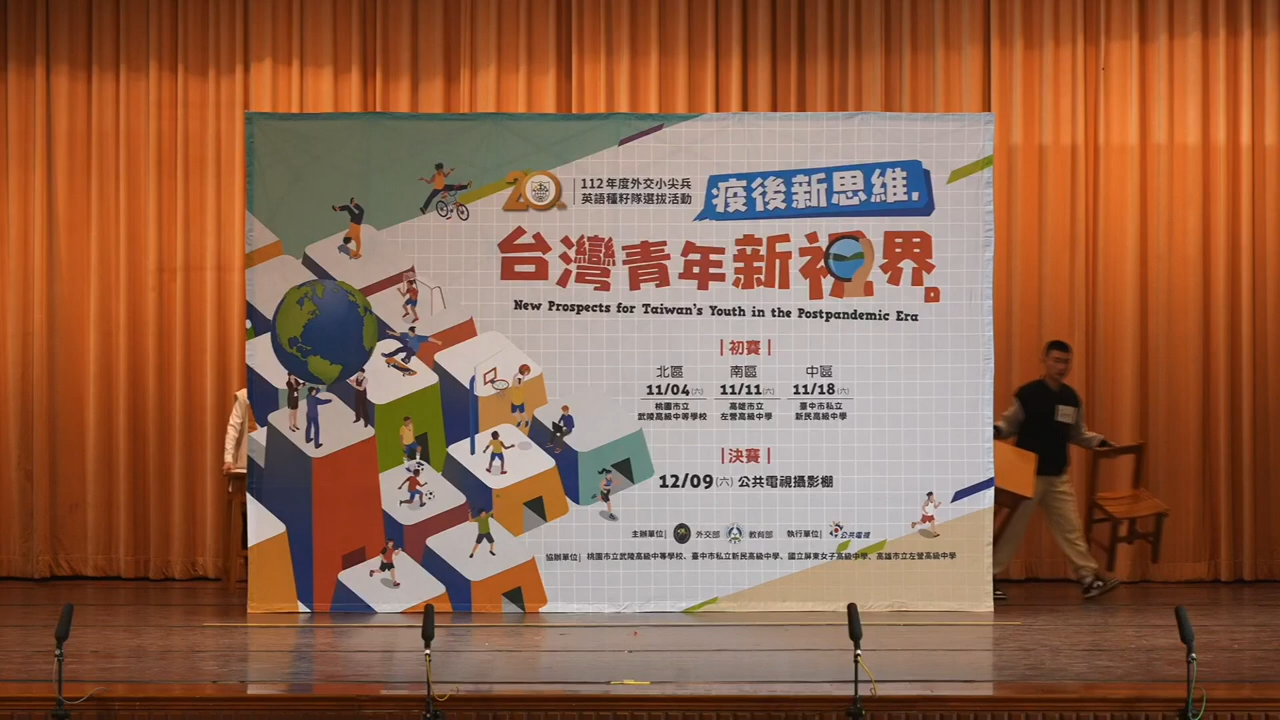 20
112年度外交小尖兵
英語種籽隊選拔活動
疫後新思維,
台灣青年新視界。
New Prospects for Taiwan's Youth in the Postpandemic Era
|初賽|
北區 南區 中區
11/04(六) 11/11(六) 11/18(六)
桃園市立 高雄市立 臺中市私立
武陵高級中等學校 左營高級中學 新民高級中學
|決賽|
12/09(六) 公共電視攝影棚
主辦單位| 外交部 教育部 執行單位| 公共電視
協辦單位| 桃園市立武陵高級中等學校、臺中市私立新民高級中學、國立屏東女子高級中學、高雄市立左營高級中學